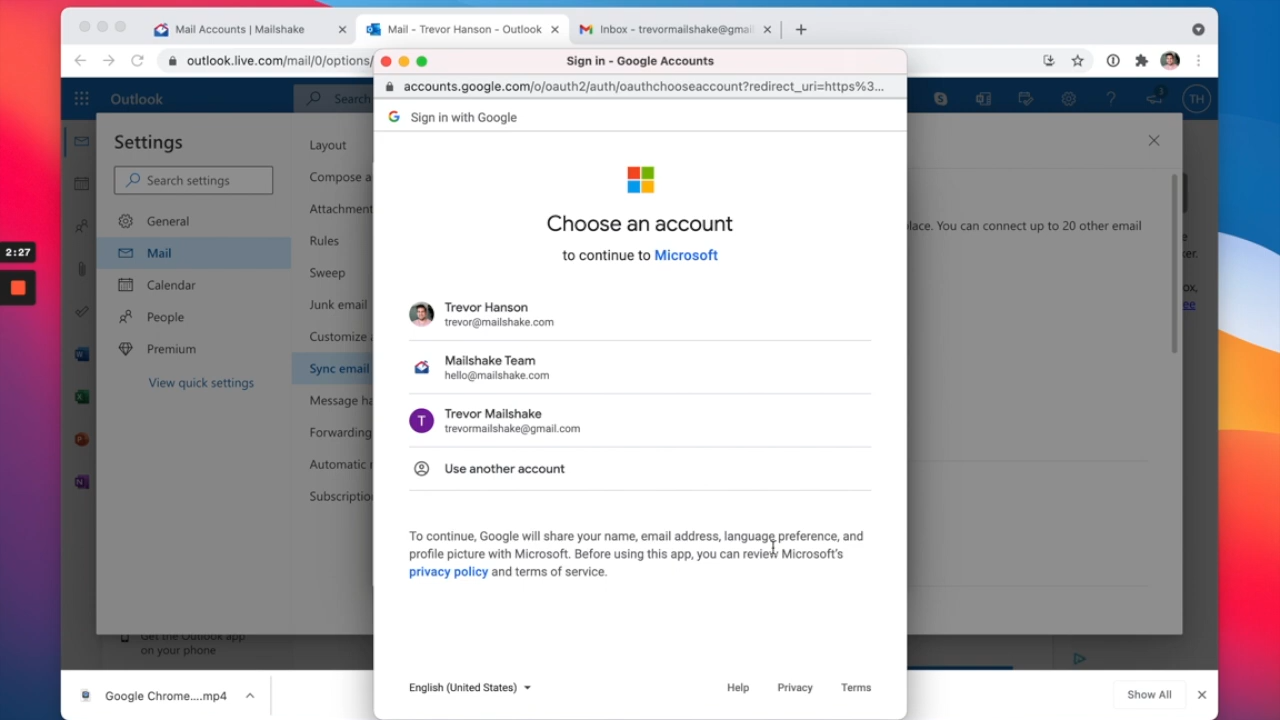 Mail Accounts | Mailshake
Mail - Trevor Hanson - Outlook
Inbox - trevormailshake@gmai
outlook.live.com/mail/0/options/
Sign in - Google Accounts
accounts.google.com/o/oauth2/auth/oauthchooseaccount?redirect_uri=https%3...
Outlook
Search
3
TH
Sign in with Google
Settings
Search settings
General
Mail
Calendar
People
Premium
View quick settings
Layout
Compose a
Attachment
Rules
Sweep
Junk email
Customize a
Sync email
Message ha
Forwarding
Automatic r
Subscriptio
lace. You can connect up to 20 other email
Choose an account
to continue to Microsoft
Trevor Hanson
trevor@mailshake.com
Mailshake Team
hello@mailshake.com
T
Trevor Mailshake
trevormailshake@gmail.com
Use another account
To continue, Google will share your name, email address, language preference, and
profile picture with Microsoft. Before using this app, you can review Microsoft's
privacy policy and terms of service.
English (United States)
Help
Privacy
Terms
2:27
Get the Outlook app
on your phone
Google Chrome....mp4
Show All